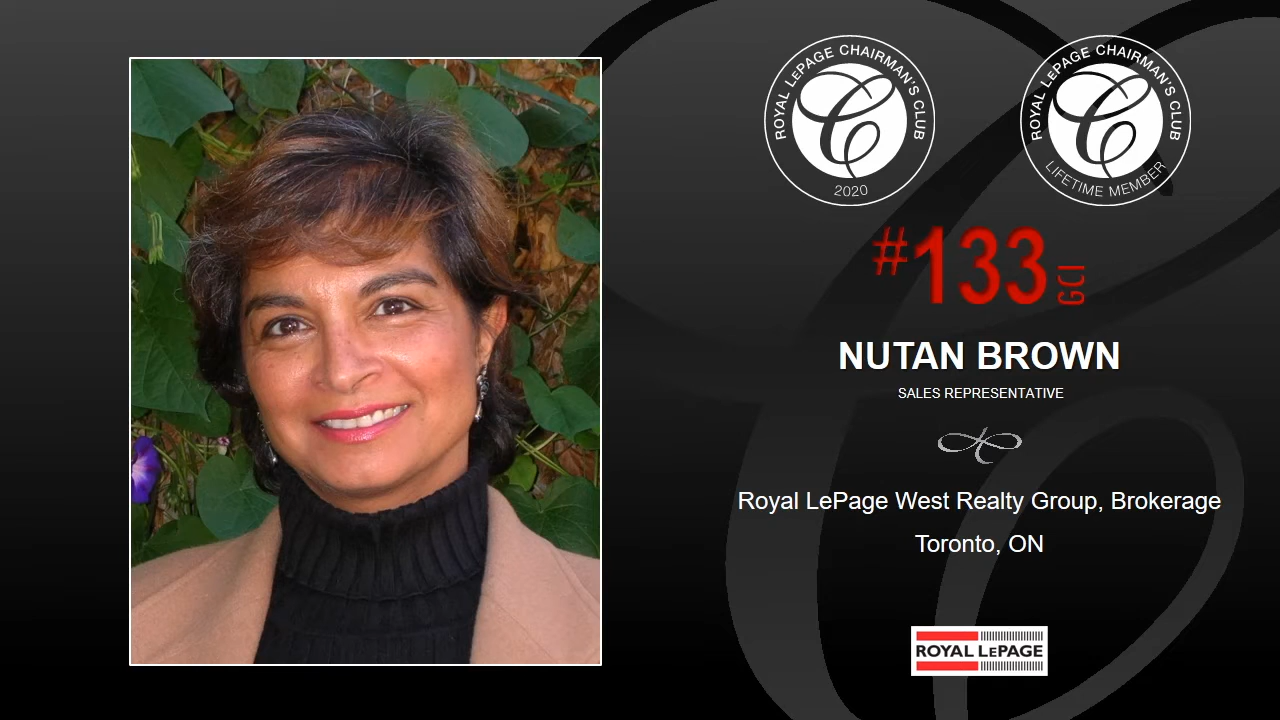 ROYAL LEPAGE CHAIRMAN'S CLUB
2020
ROYAL LEPAGE CHAIRMAN'S CLUB
LIFETIME MEMBER
#133 GCI
NUTAN BROWN
SALES REPRESENTATIVE
Royal LePage West Realty Group, Brokerage
Toronto, ON
ROYAL LEPAGE